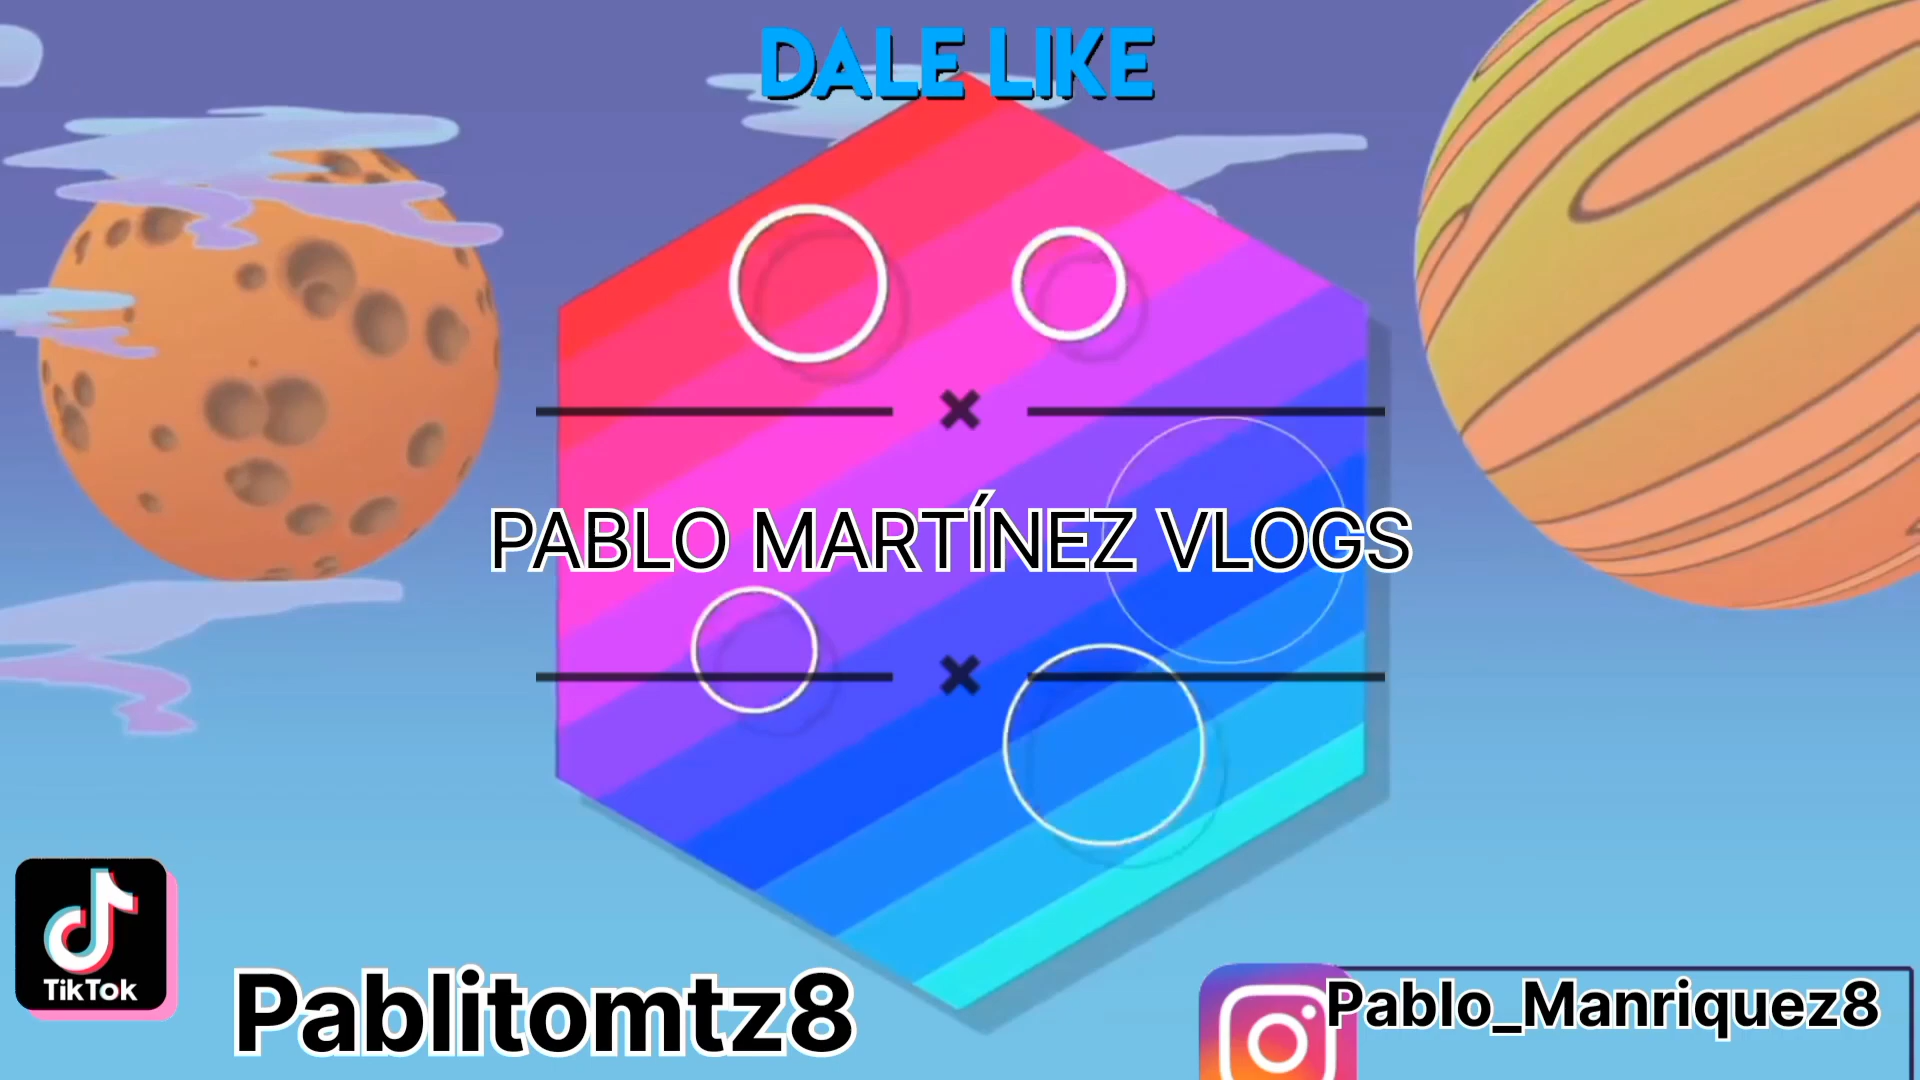 DALE LIKE
PABLO MARTÍNEZ VLOGS
TikTok
Pablitomtz8
Pablo_Manriquez8